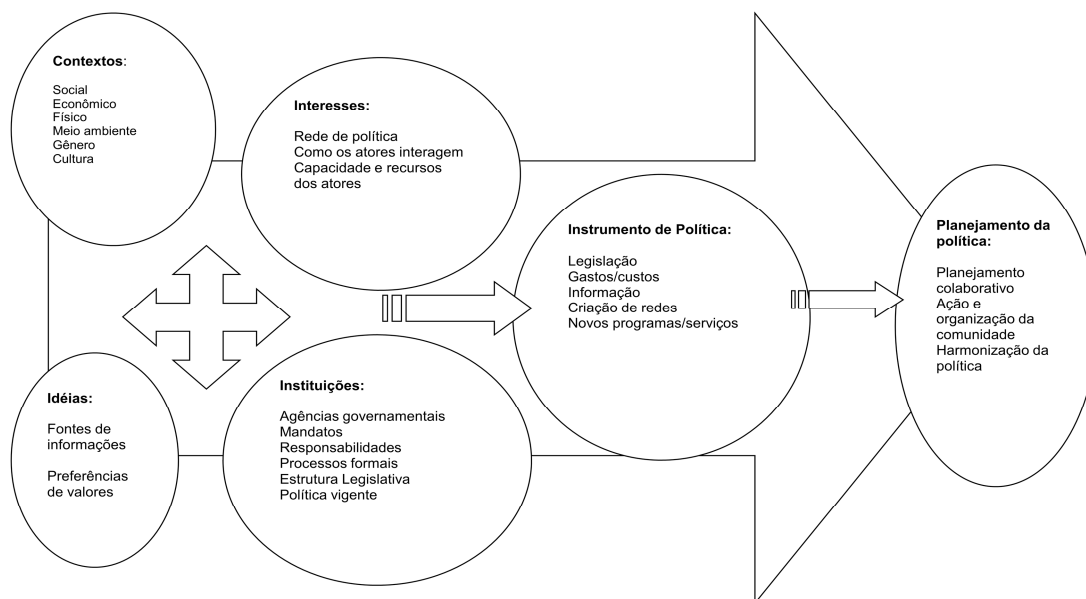 Contextos:
Social
Econômico
Físico
Meio ambiente
Gênero
Cultura
Interesses:
Rede de política
Como os atores interagem
Capacidade e recursos
dos atores
Idéias:
Fontes de
informações
Preferências
de valores
Instituições:
Agências governamentais
Mandatos
Responsabilidades
Processos formais
Estrutura Legislativa
Política vigente
Instrumento de Política:
Legislação
Gastos/custos
Informação
Criação de redes
Novos programas/serviços
Planejamento da
política:
Planejamento
colaborativo
Ação e
organização da
comunidade
Harmonização da
política